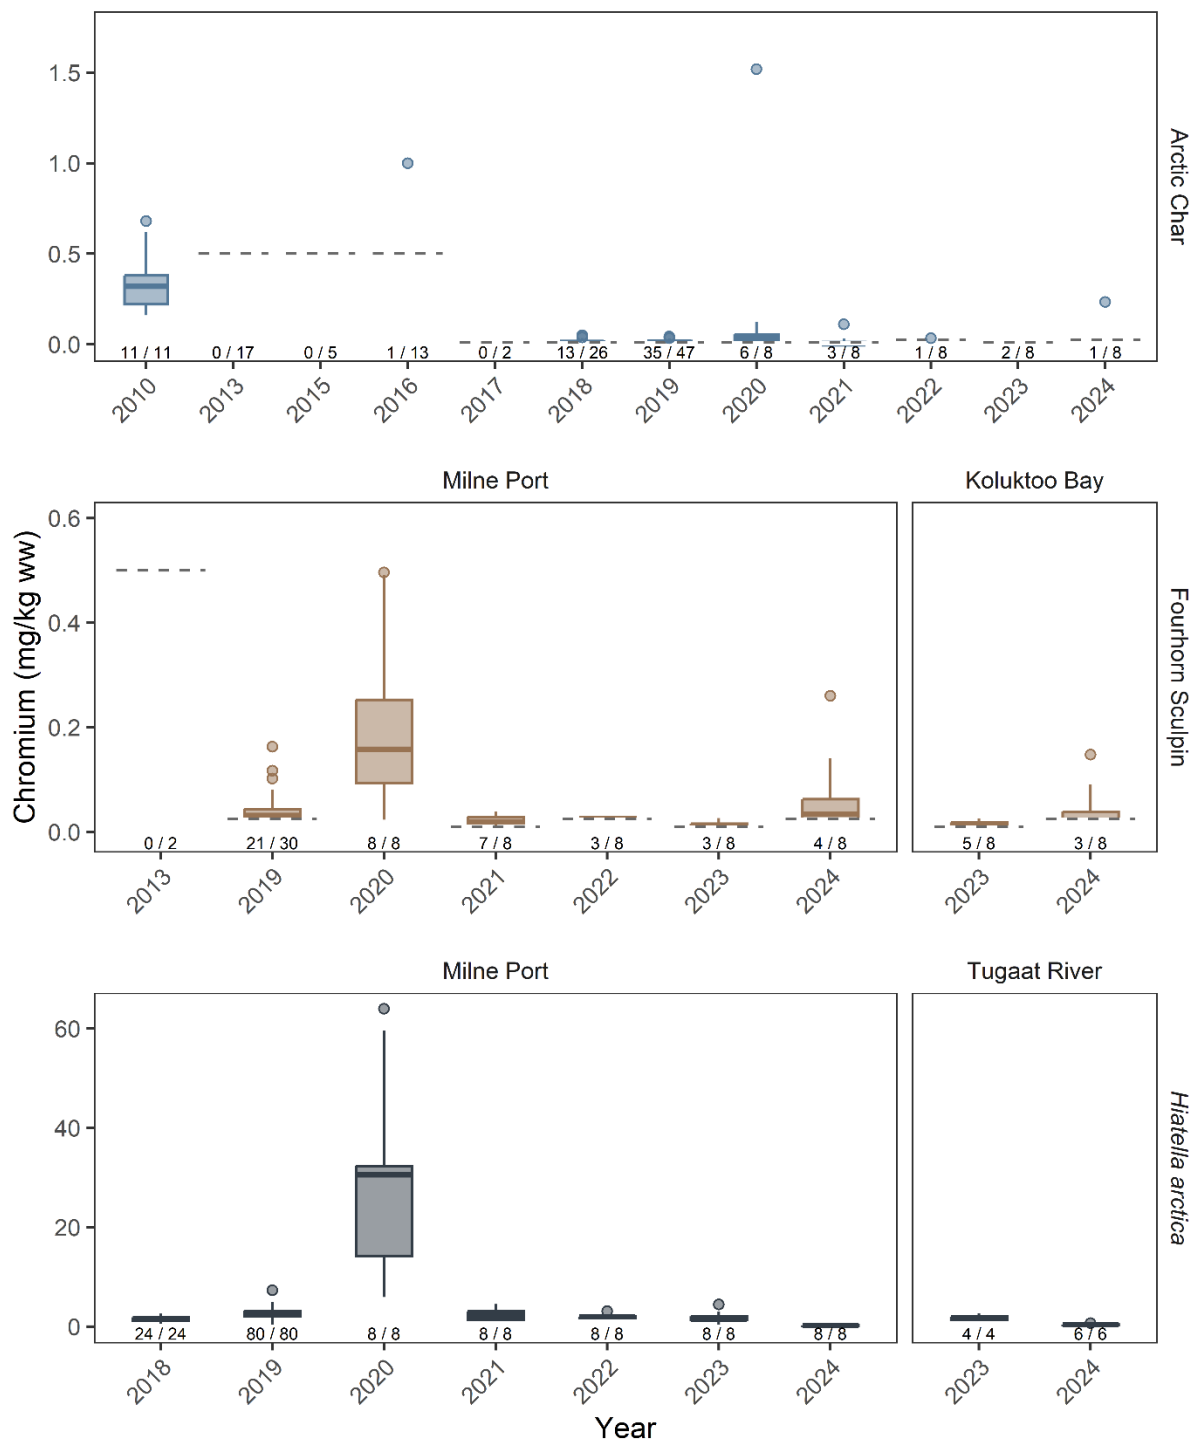 1.5
1.0
0.5
0.0
11 / 11 0 / 17 0 / 5 1 / 13 0 / 2 13 / 26 35 / 47 6 / 8 3 / 8 1 / 8 2 / 8 1 / 8
2010 2013 2015 2016 2017 2018 2019 2020 2021 2022 2023 2024
Arctic Char
Milne Port Koluktoo Bay
Chromium (mg/kg ww)
0.6
0.4
0.2
0.0
0 / 2 21 / 30 8 / 8 7 / 8 3 / 8 3 / 8 4 / 8 5 / 8 3 / 8
2013 2019 2020 2021 2022 2023 2024 2023 2024
Fourhorn Sculpin
Milne Port Tugaat River
60
40
20
0
24 / 24 80 / 80 8 / 8 8 / 8 8 / 8 8 / 8 8 / 8 4 / 4 6 / 6
2018 2019 2020 2021 2022 2023 2024 2023 2024
Hiatella arctica
Year